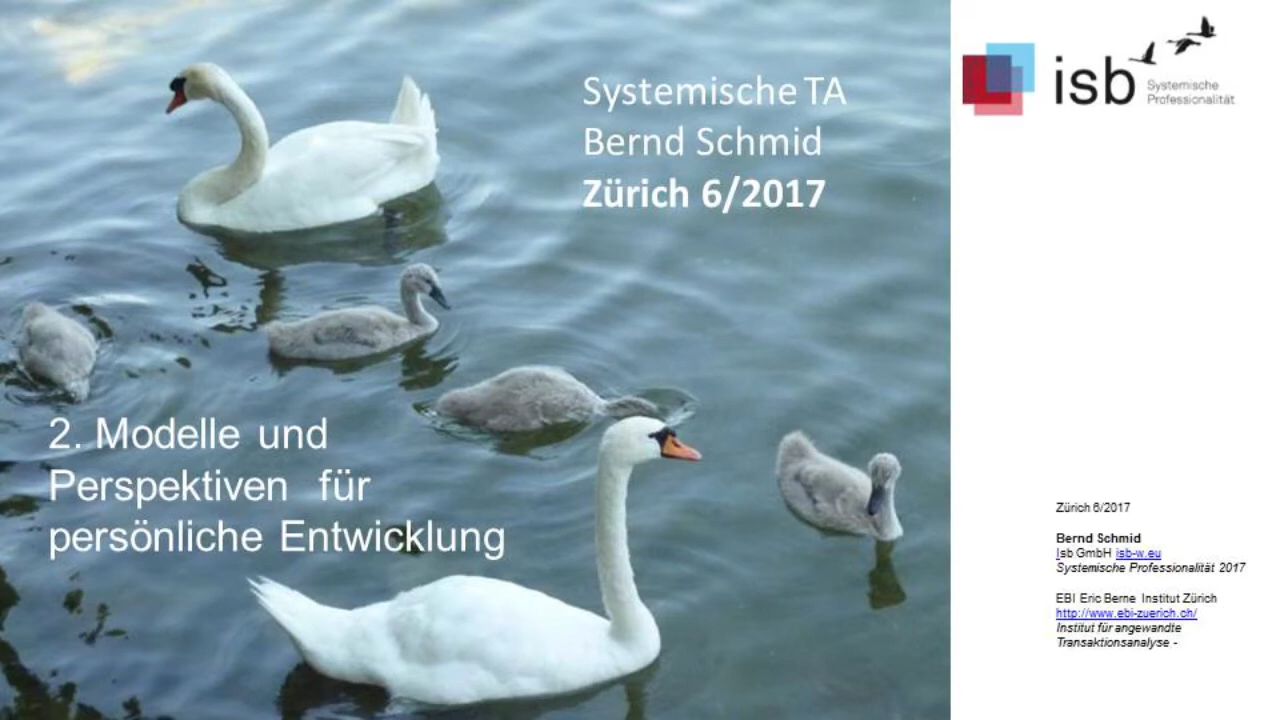 Systemische TA
Bernd Schmid
Zürich 6/2017
isb
Systemische
Professionalität
2. Modelle und
Perspektiven für
persönliche Entwicklung
Zürich 6/2017
Bernd Schmid
Isb GmbH isb-w.eu
Systemische Professionalität 2017
EBI Eric Berne Institut Zürich
http://www.ebi-zuerich.ch/
Institut für angewandte
Transaktionsanalyse -